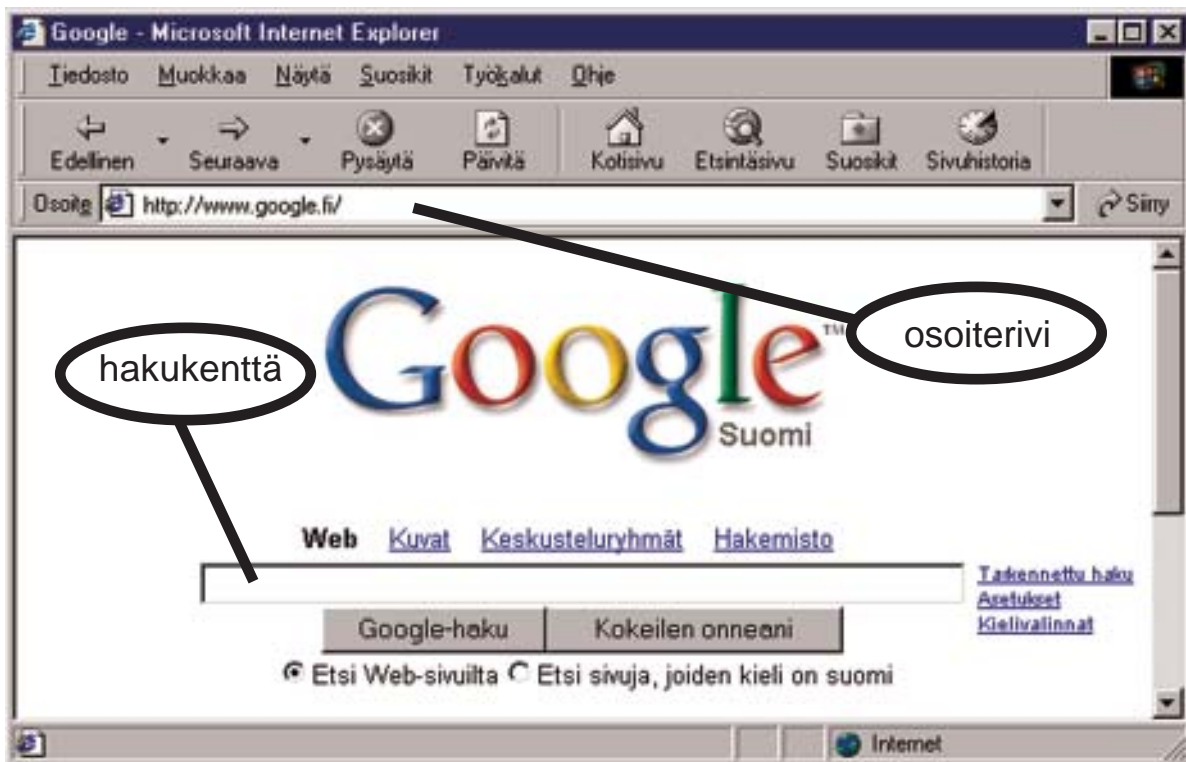 Google - Microsoft Internet Explorer
Tiedosto Muokkaa Näytä Suosikit Työkalut Ohje
Edellinen Seuraava Pysäytä Päivitä Kotisivu Etsintäsivu Suosikit Sivuhistoria
Osoite http://www.google.fi/ Siirry
osoiterivi
hakukenttä
Google™
Suomi
Web Kuvat Keskusteluryhmät Hakemisto
Tarkennettu haku
Asetukset
Kielivalinnat
Google-haku Kokeilen onneani
Etsi Web-sivuilta Etsi sivuja, joiden kieli on suomi
Internet